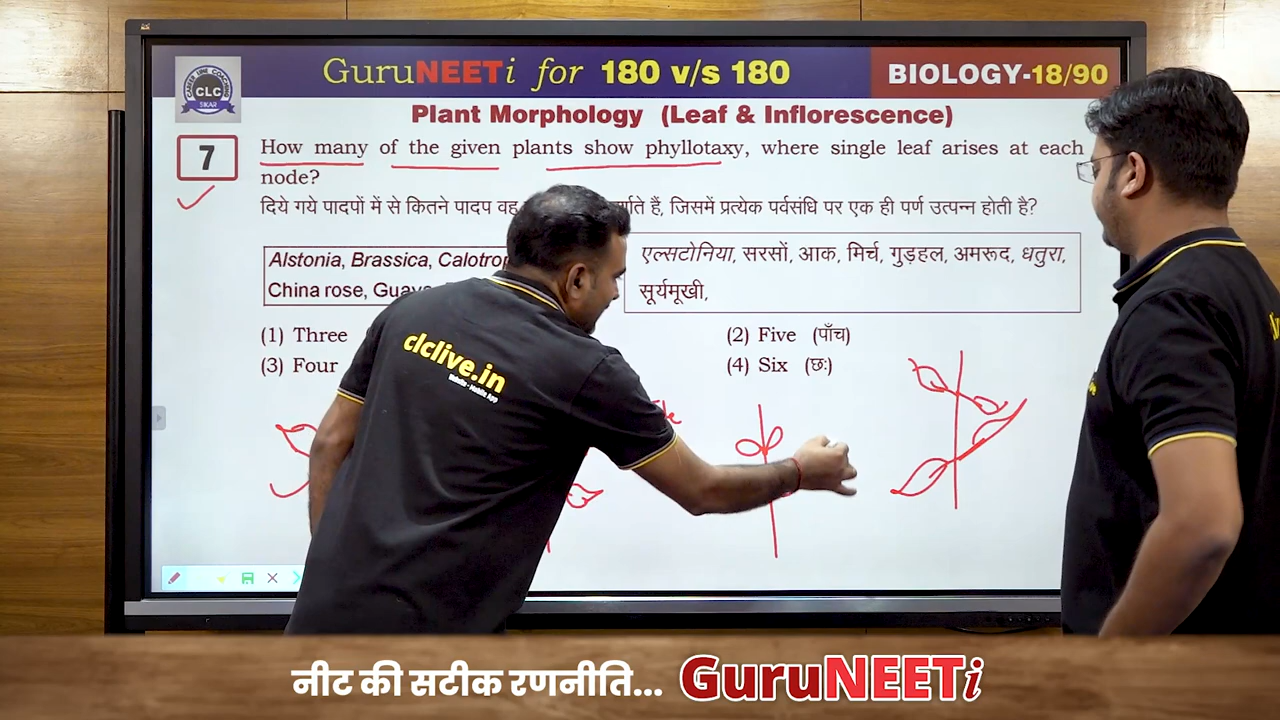 GuruNEETi for 180 v/s 180
BIOLOGY-18/90
CAREER LINE COACHING
CLC
SIKAR
Plant Morphology (Leaf & Inflorescence)
7
How many of the given plants show phyllotaxy, where single leaf arises at each
node?
दिये गये पादपों में से कितने पादप वह हैं, जिसमें प्रत्येक पर्वसंधि पर एक ही पर्ण उत्पन्न होती है?
Alstonia, Brassica,
China rose,
एल्सटोनिया, सरसों, आक, मिर्च, गुड़हल, अमरूद, धतुरा,
सूर्यमूखी,
(1) Three
(2) Five (पाँच)
(3) Four
(4) Six (छः)
clclive.in
नीट की सटीक रणनीति... GuruNEETi